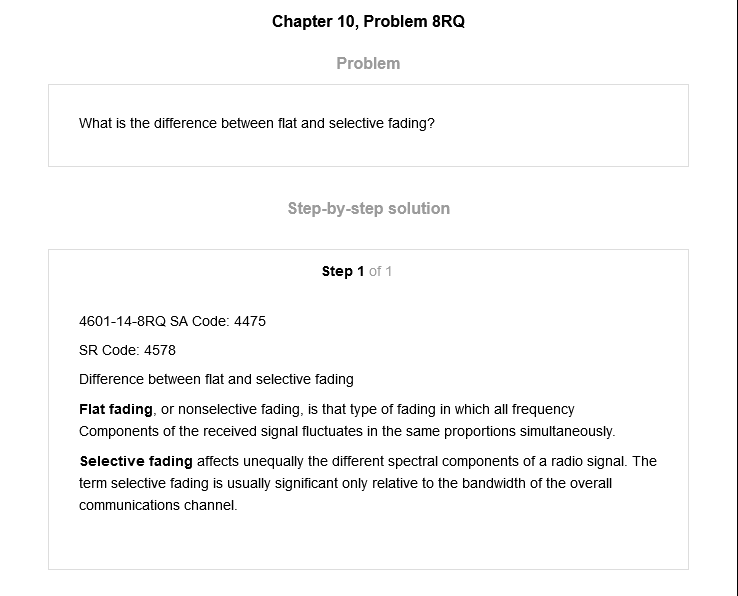 Chapter 10, Problem 8RQ
Problem
What is the difference between flat and selective fading?
Step-by-step solution
Step 1 of 1
4601-14-8RQ SA Code: 4475
SR Code: 4578
Difference between flat and selective fading
Flat fading, or nonselective fading, is that type of fading in which all frequency
Components of the received signal fluctuates in the same proportions simultaneously.
Selective fading affects unequally the different spectral components of a radio signal. The
term selective fading is usually significant only relative to the bandwidth of the overall
communications channel.